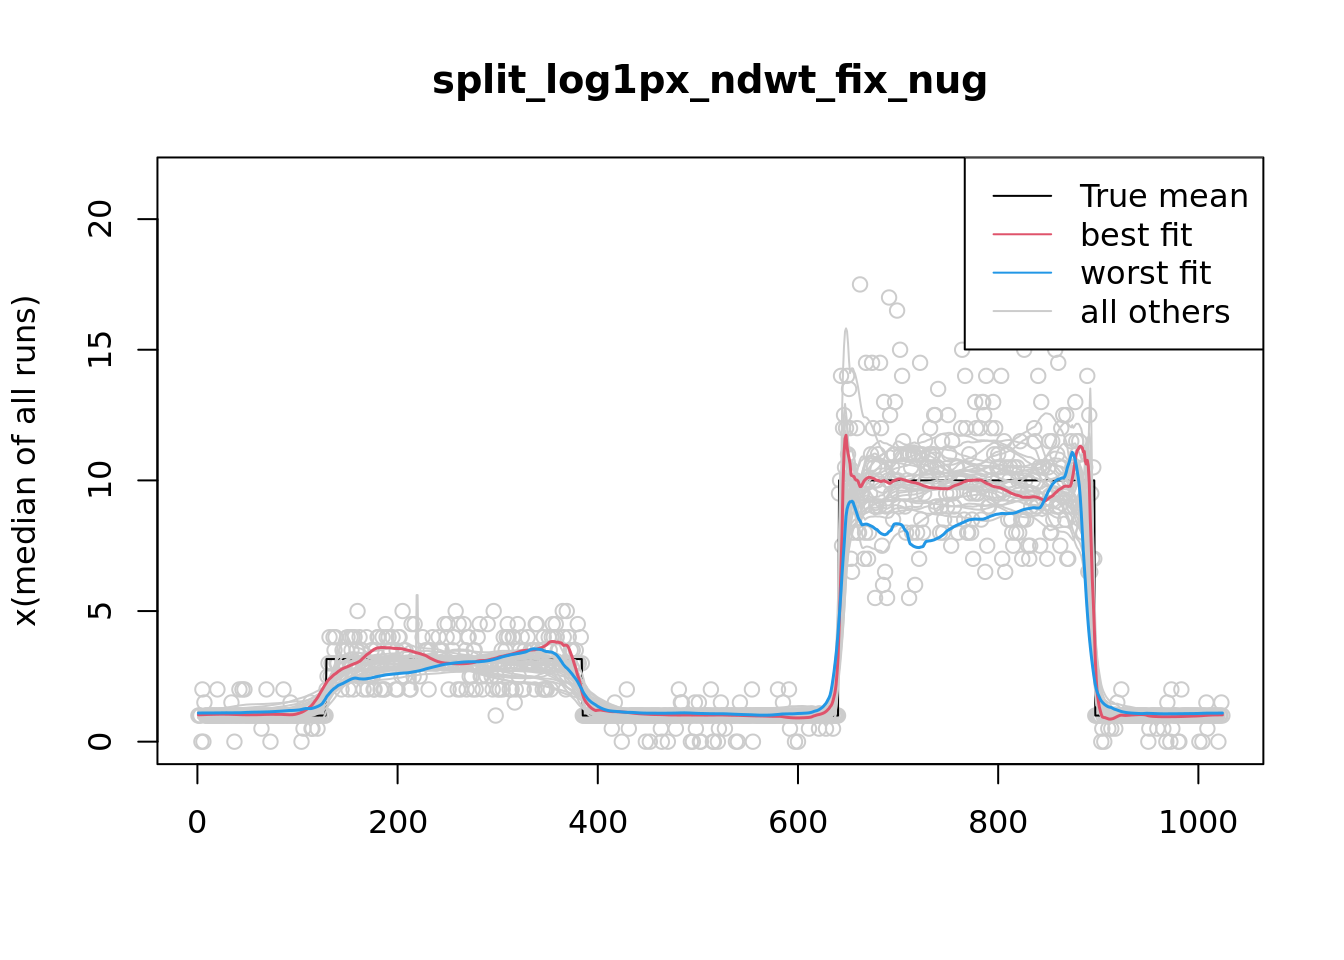 split_log1px_ndwt_fix_nug
x(median of all runs)
20
15
10
5
0
True mean
best fit
worst fit
all others
0 200 400 600 800 1000